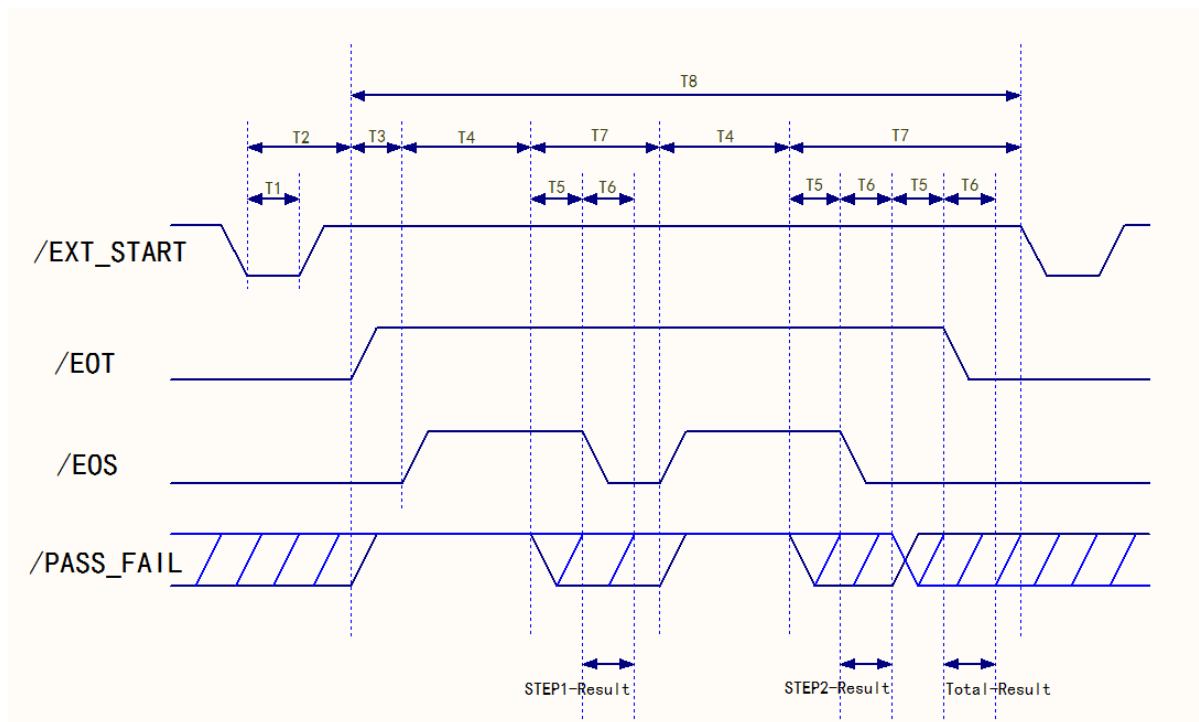 T8
T2 T3 T4 T7 T4 T7
T1 T5 T6 T5 T6 T5 T6
/EXT_START
/EOT
/EOS
/PASS_FAIL
STEP1-Result STEP2-Result Total-Result